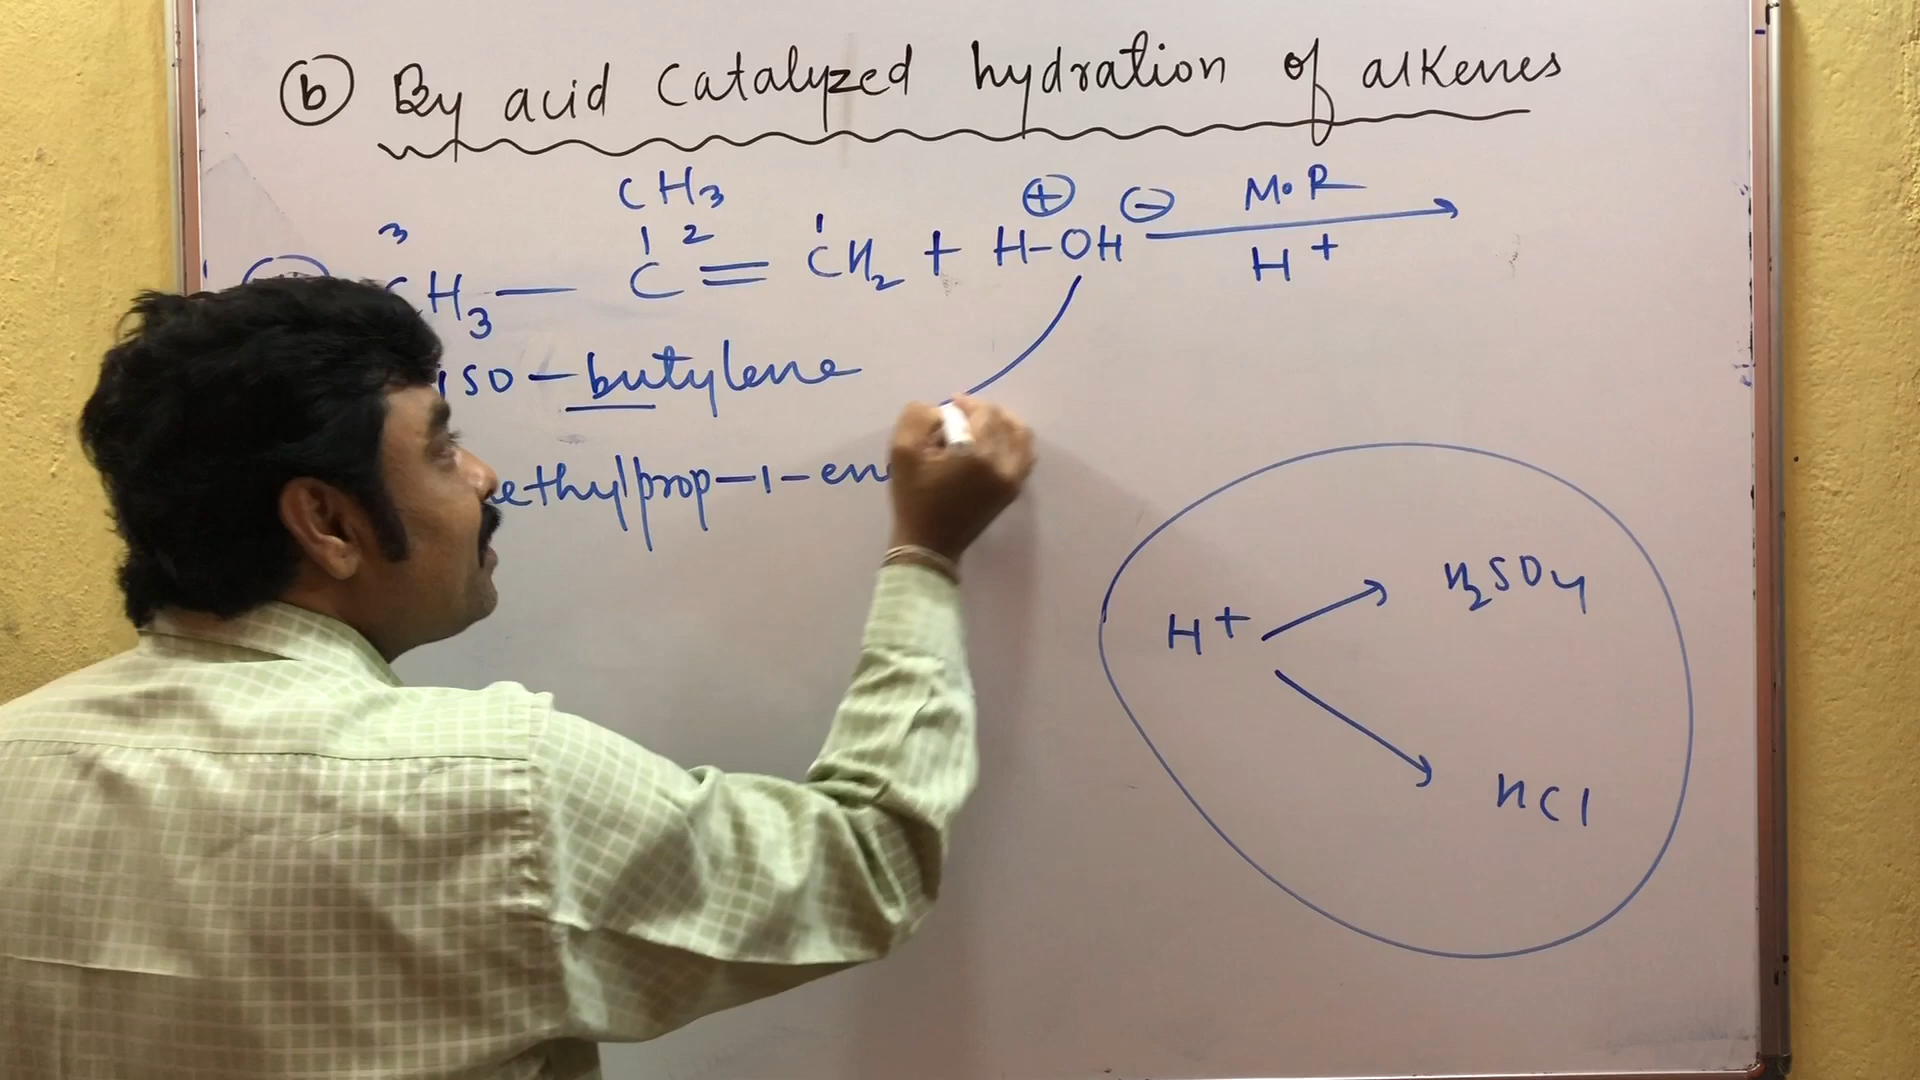 ⓑ By acid Catalyzed hydration of alkenes
CH3
3 | 2 1 ⊕ ⊖ M.R
CH3 — C = CH2 + H-OH → H+
iso-butylene
methylprop-1-en
H+ → H2SO4
→ HCl